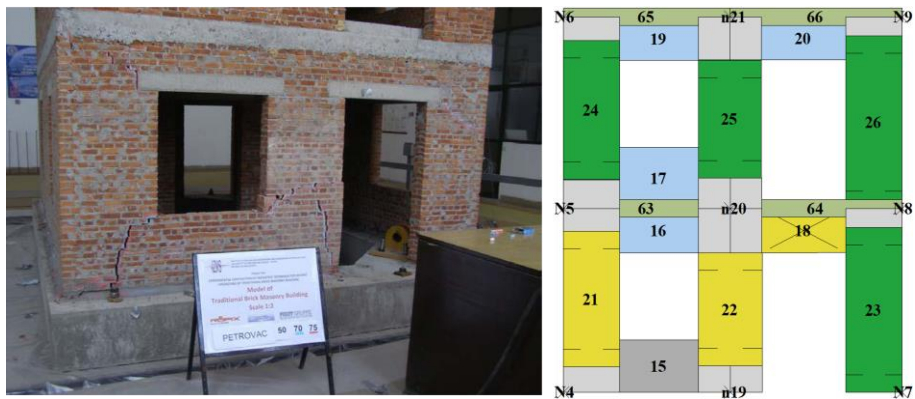 Model of
Traditional Brick Masonry Building
Scale 1:3
PETROVAC 50 70 75
N6 65 n21 66 N9
19 20
24 25 26
17
N5 63 n20 64 N8
16 18
21 22 23
15
N4 n19 N7